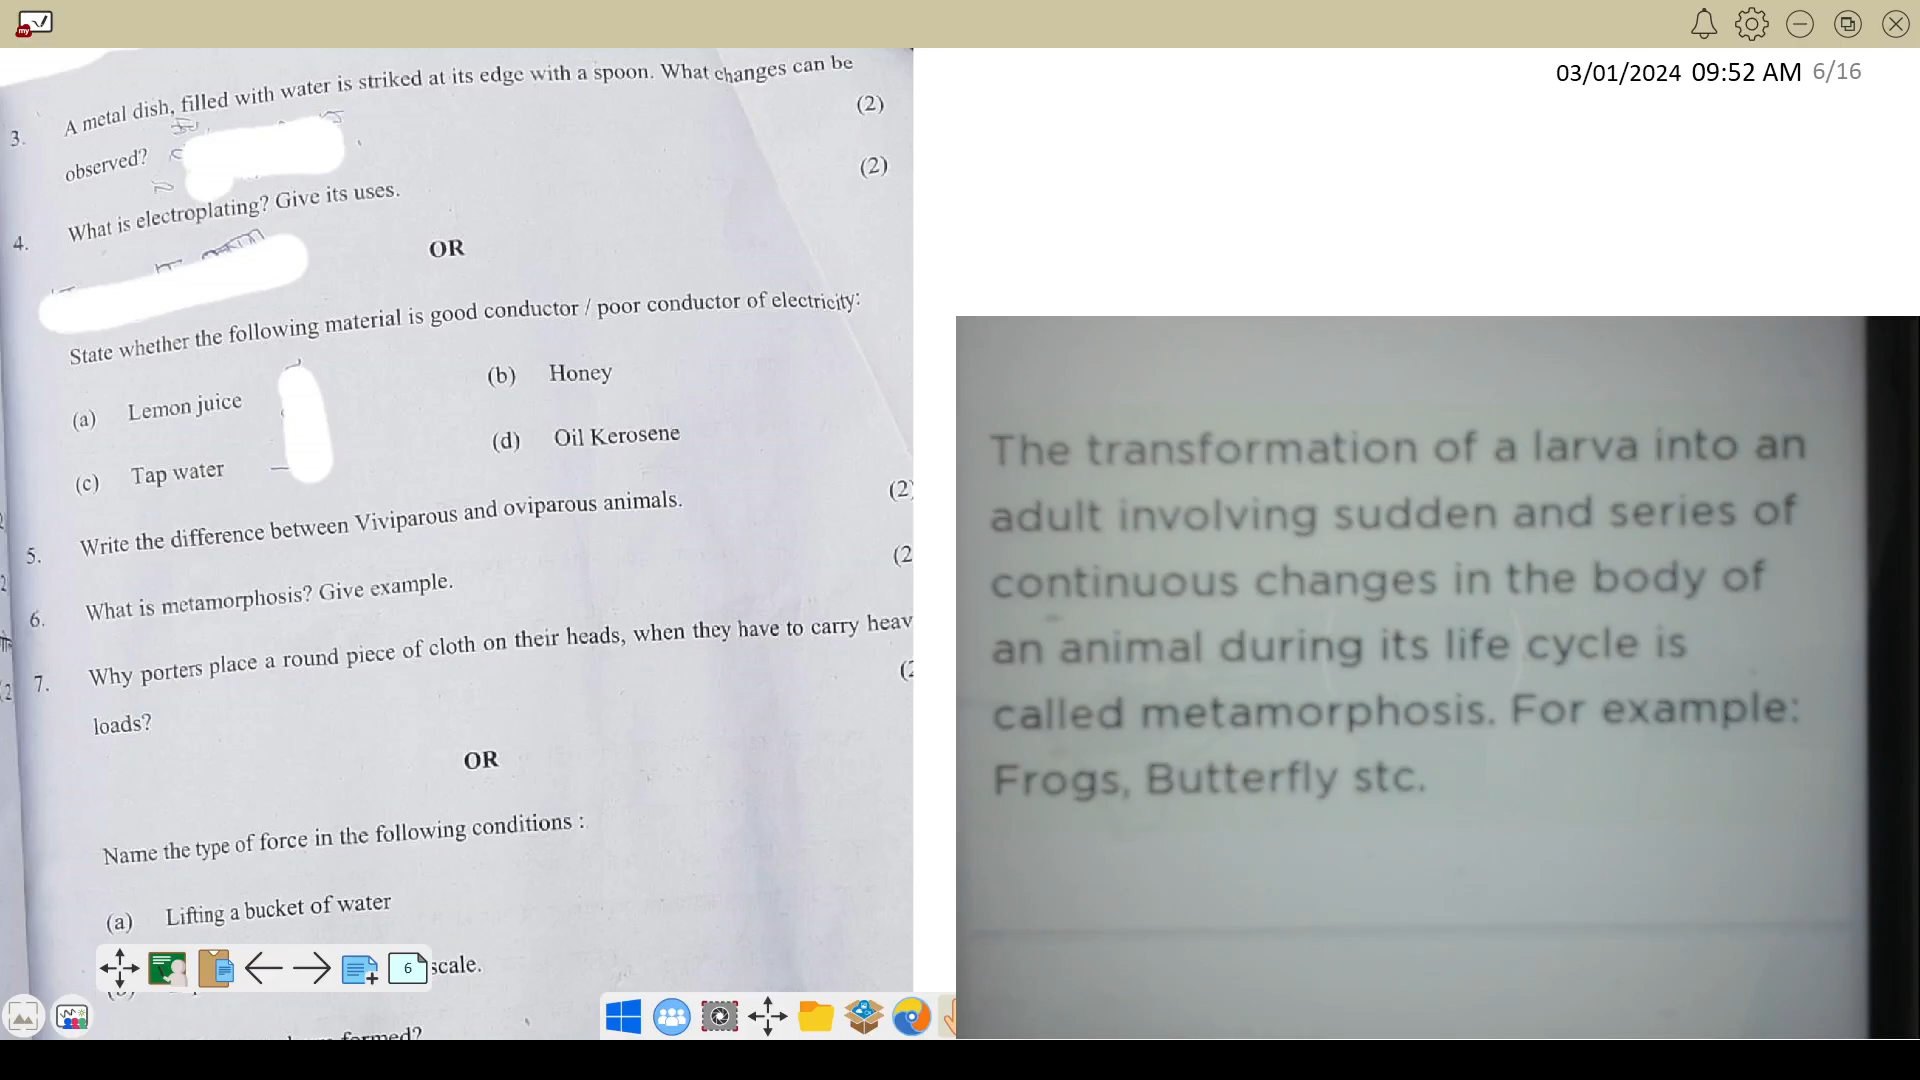 my
03/01/2024 09:52 AM 6/16
3. A metal dish, filled with water is striked at its edge with a spoon. What changes can be
observed? (2)
4. What is electroplating? Give its uses. (2)
OR
State whether the following material is good conductor / poor conductor of electricity:
(a) Lemon juice (b) Honey
(c) Tap water (d) Oil Kerosene
5. Write the difference between Viviparous and oviparous animals. (2)
6. What is metamorphosis? Give example. (2
7. Why porters place a round piece of cloth on their heads, when they have to carry heav
loads? (2
OR
Name the type of force in the following conditions :
(a) Lifting a bucket of water
scale.
formed?
6
The transformation of a larva into an
adult involving sudden and series of
continuous changes in the body of
an animal during its life cycle is
called metamorphosis. For example:
Frogs, Butterfly stc.